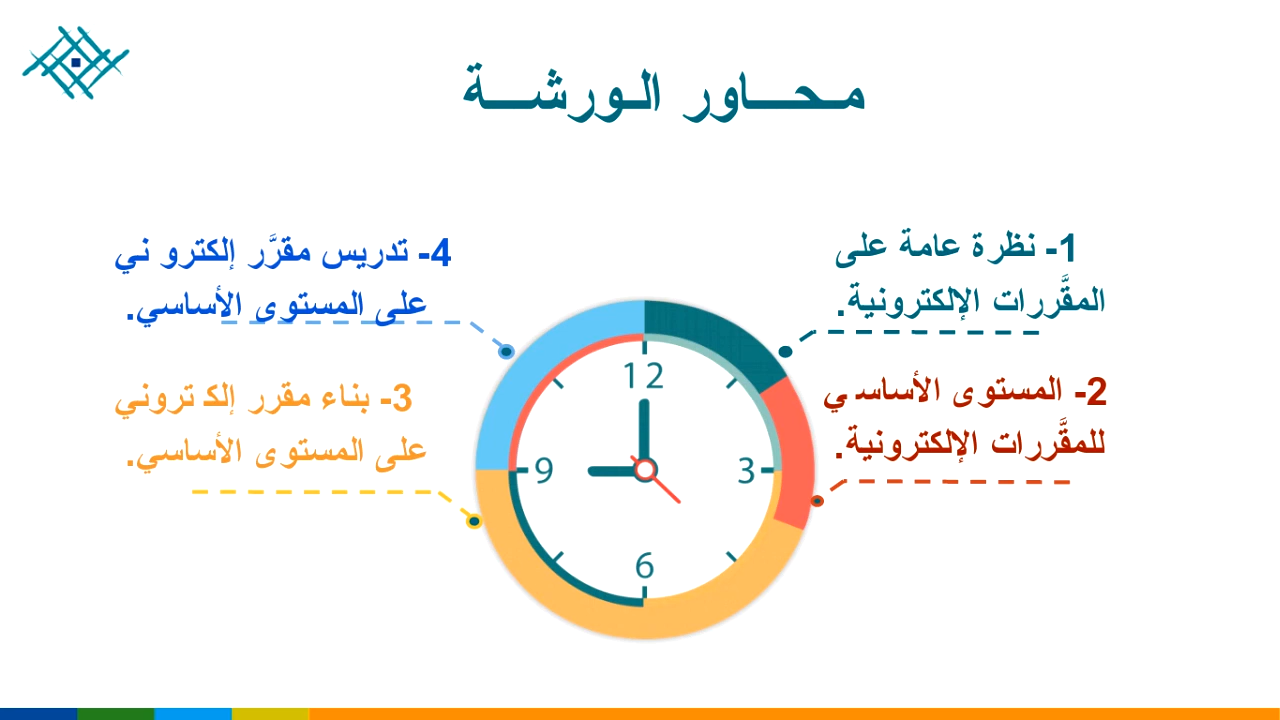 مـحـــاور الـورشـــة
1- نظرة عامة على
المقَّررات الإلكترونية.
2- المستوى الأساسي
للمقَّررات الإلكترونية.
3- بناء مقرر إلكتروني
على المستوى الأساسي.
4- تدريس مقرَّر إلكتروني
على المستوى الأساسي.
12
3
6
9